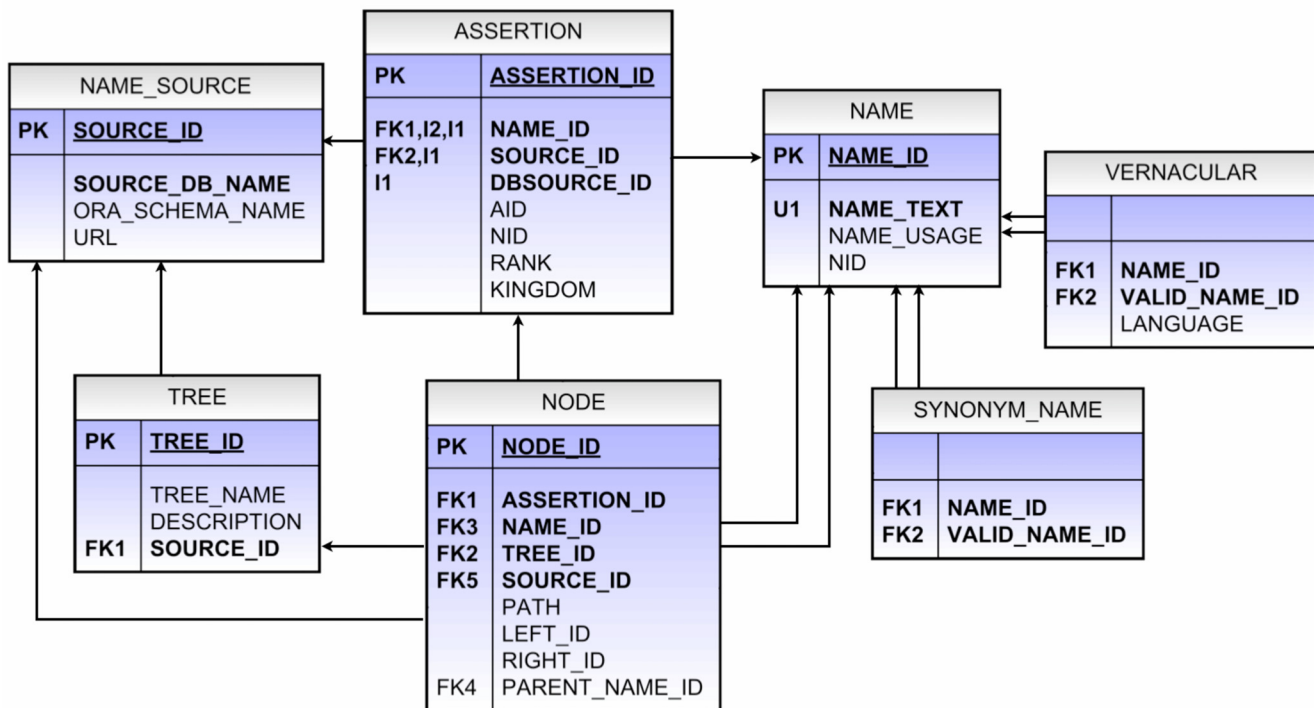 NAME_SOURCE
PK SOURCE_ID
SOURCE_DB_NAME
ORA_SCHEMA_NAME
URL
ASSERTION
PK ASSERTION_ID
FK1,I2,I1 NAME_ID
FK2,I1 SOURCE_ID
I1 DBSOURCE_ID
AID
NID
RANK
KINGDOM
NAME
PK NAME_ID
U1 NAME_TEXT
NAME_USAGE
NID
VERNACULAR
FK1 NAME_ID
FK2 VALID_NAME_ID
LANGUAGE
TREE
PK TREE_ID
TREE_NAME
DESCRIPTION
FK1 SOURCE_ID
NODE
PK NODE_ID
FK1 ASSERTION_ID
FK3 NAME_ID
FK2 TREE_ID
FK5 SOURCE_ID
PATH
LEFT_ID
RIGHT_ID
FK4 PARENT_NAME_ID
SYNONYM_NAME
FK1 NAME_ID
FK2 VALID_NAME_ID